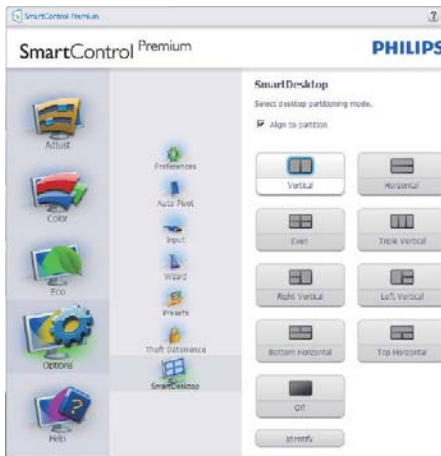 SmartControl Premium
SmartControl Premium
PHILIPS
Adjust
Color
Eco
Options
Help
Preferences
Auto Pivot
Input
Wizard
Presets
Theft Deterrence
SmartDesktop
SmartDesktop
Select desktop partitioning mode.
Align to partition
Vertical
Horizontal
Even
Triple Vertical
Right Vertical
Left Vertical
Bottom Horizontal
Top Horizontal
Off
Identify